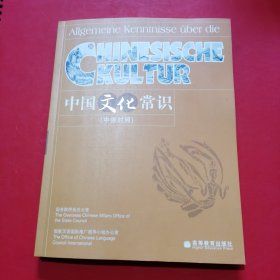 Allgemeine Kenntnisse über die
CHINESISCHE
KULTUR
中国文化常识
(中德对照)
国务院侨务办公室
The Overseas Chinese Affairs Office of
the State Council
国家汉语国际推广领导小组办公室
The Office of Chinese Language
Council International
高等教育出版社
Higher Education Press